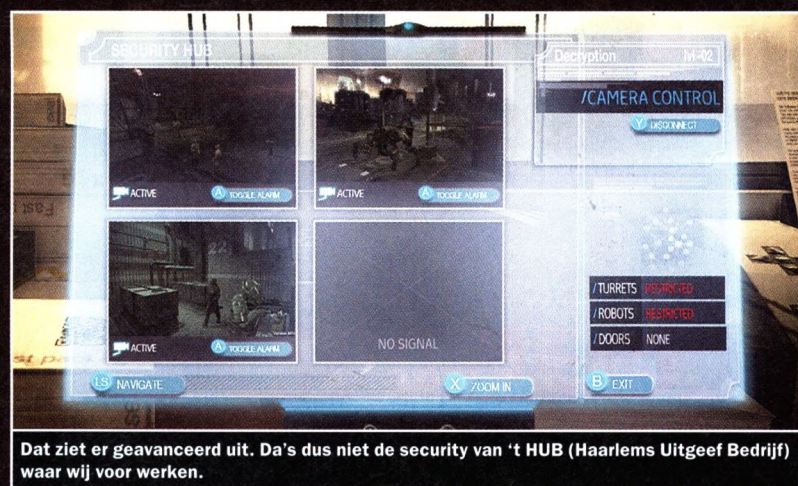 SECURITY HUB
Decryption lvl-02
/CAMERA CONTROL
Y DISCONNECT
ACTIVE A TOGGLE ALARM
ACTIVE A TOGGLE ALARM
ACTIVE A TOGGLE ALARM
NO SIGNAL
/TURRETS RESTRICTED
/ROBOTS RESTRICTED
/DOORS NONE
LS NAVIGATE
X ZOOM IN
B EXIT
Dat ziet er geavanceerd uit. Da's dus niet de security van ‘t HUB (Haarlems Uitgeef Bedrijf)
waar wij voor werken.